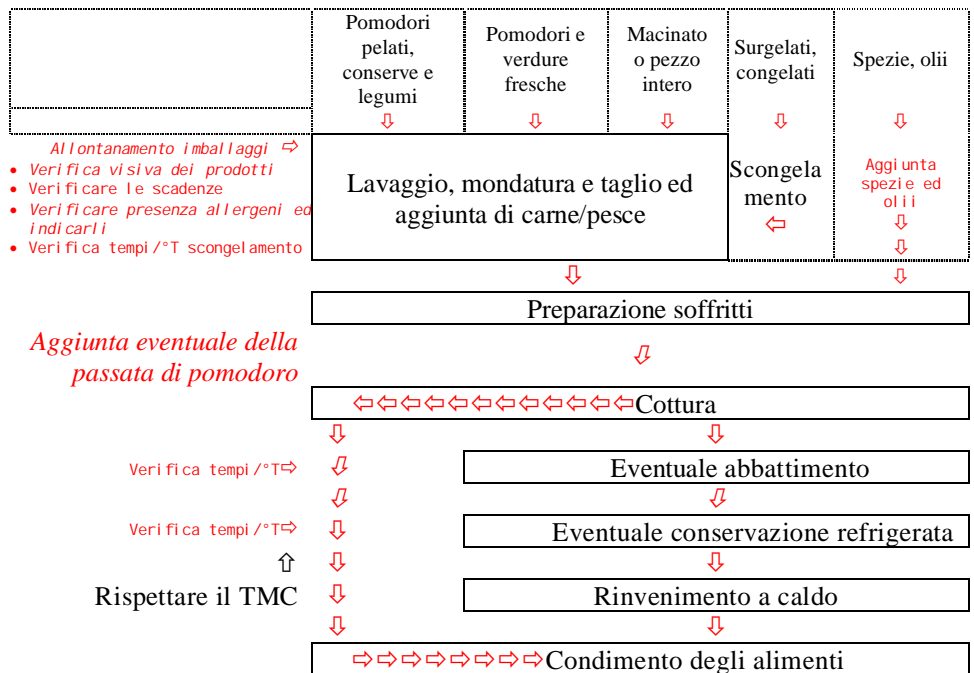 Pomodori
pelati,
conserve e
legumi
Pomodori e
verdure
fresche
Macinato
o pezzo
intero
Surgelati,
congelati
Spezie, olii
⇩ ⇩ ⇩ ⇩ ⇩
Allontanamento imballaggi ⇨
• Verifica visiva dei prodotti
• Verificare le scadenze
• Verificare presenza allergeni ed
indicarli
• Verifica tempi/°T scongelamento
Lavaggio, mondatura e taglio ed
aggiunta di carne/pesce
Scongela
mento
⇦
Aggiunta
spezie ed
olii
⇩
⇩
⇩ ⇩
Preparazione soffritti
Aggiunta eventuale della
passata di pomodoro
⇩
⇦⇦⇦⇦⇦⇦⇦⇦⇦⇦⇦⇦Cottura
⇩ ⇩
Verifica tempi/°T⇨ ⇩ Eventuale abbattimento
⇩ ⇩
Verifica tempi/°T⇨ ⇩ Eventuale conservazione refrigerata
⇧ ⇩ ⇩
Rispettare il TMC ⇩ Rinvenimento a caldo
⇩ ⇩
⇨⇨⇨⇨⇨⇨⇨⇨Condimento degli alimenti